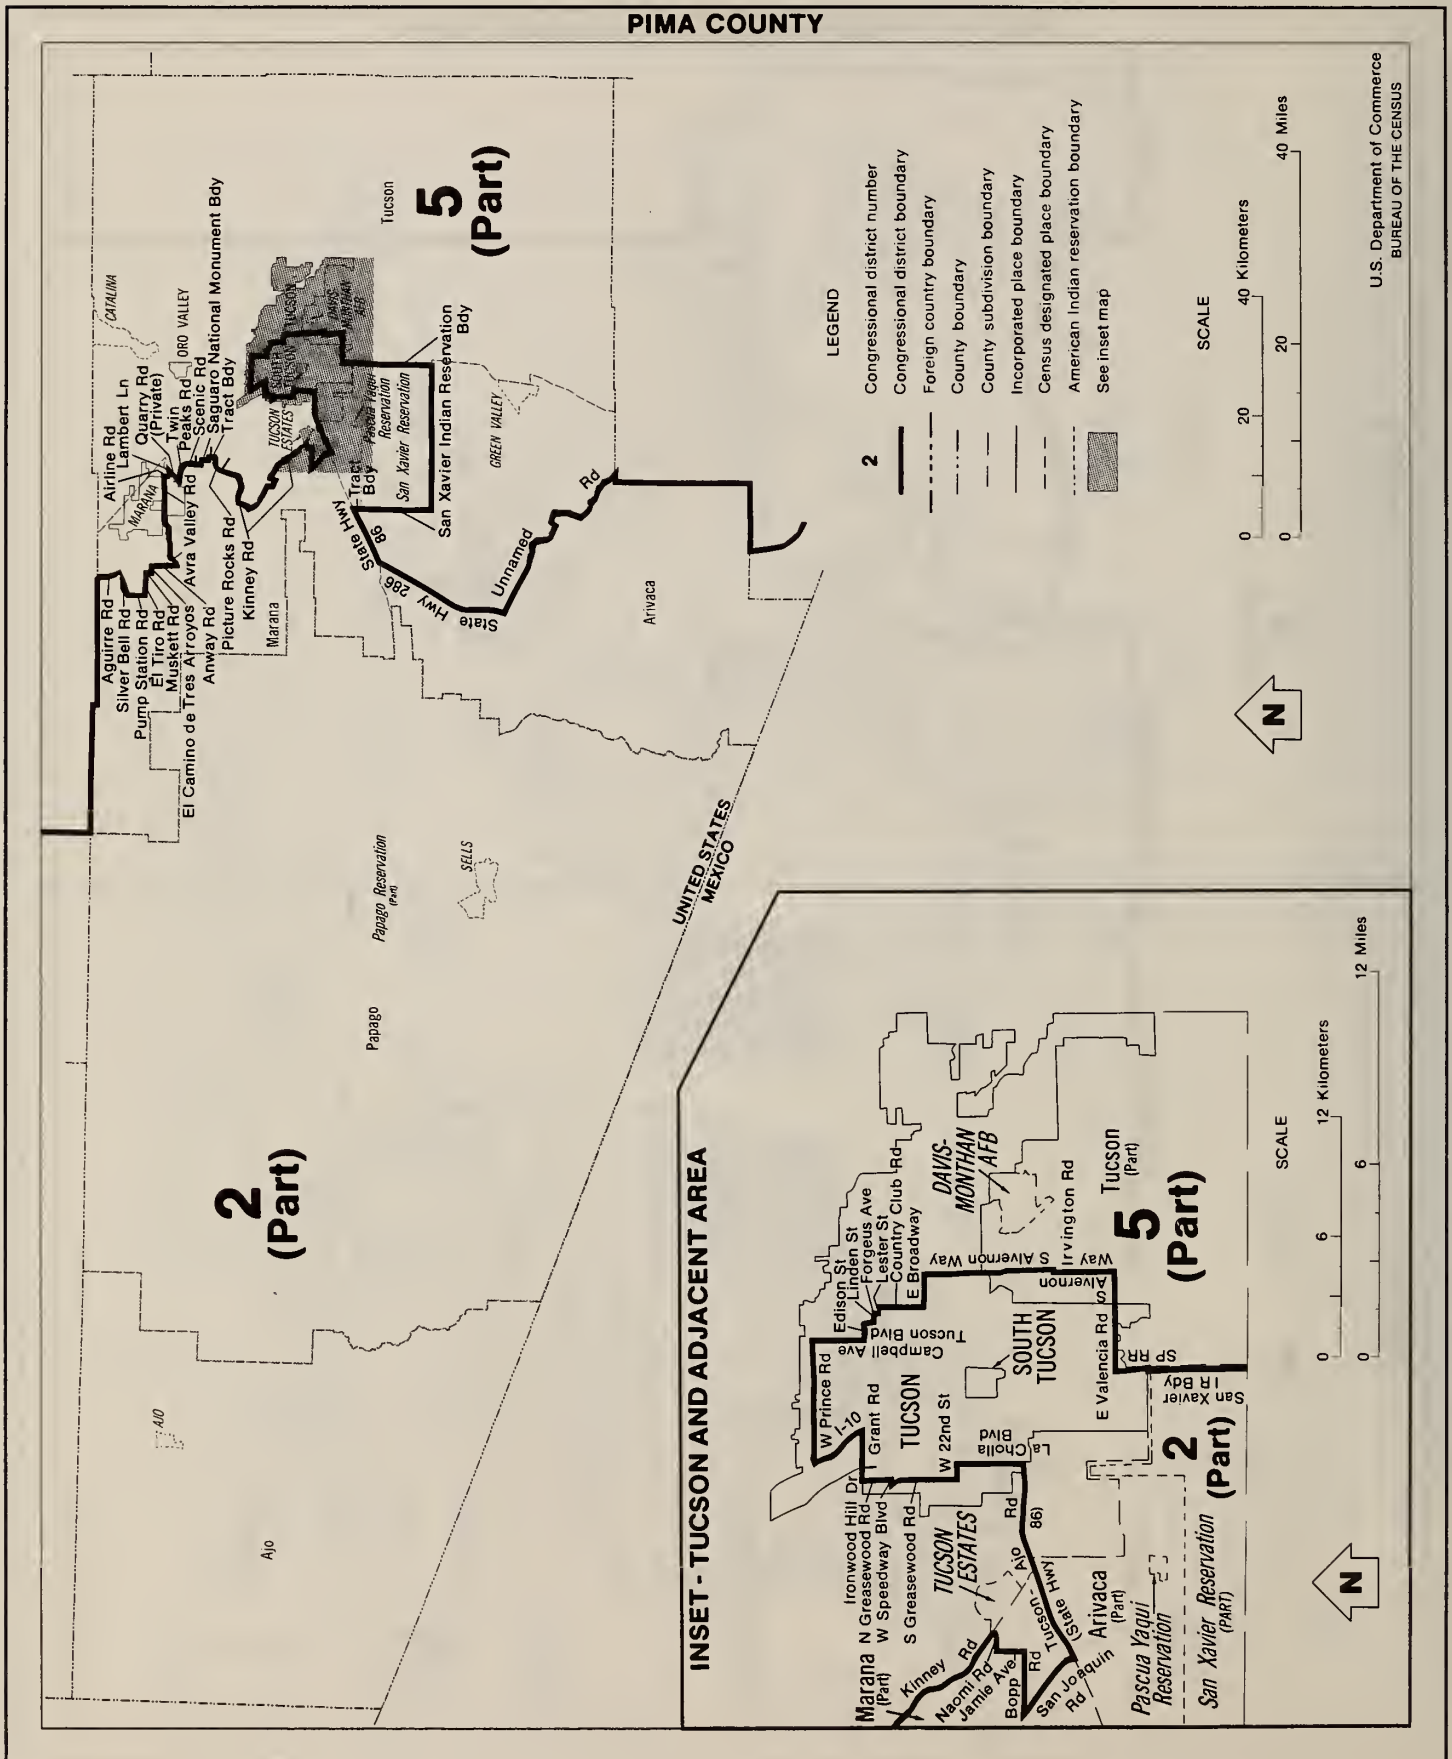 PIMA COUNTY
CATALINA
ORO VALLEY
Airline Rd
Lambert Ln
Quarry Rd
(Private)
Twin
Peaks Rd
Scenic Rd
Saguaro National Monument Bdy
Tract Bdy
MARANA
Aguirre Rd
Silver Bell Rd
Pump Station Rd
El Tiro Rd
Muskett Rd
El Camino de Tres Arroyos
Avra Valley Rd
Anway Rd
Picture Rocks Rd
Kinney Rd
Marana
TUCSON
ESTATES
SOUTH
TUCSON
TUCSON
DAVIS
MONTHAN
AFB
Tucson
5
(Part)
Pascua Yaqui
Reservation
San Xavier Reservation
San Xavier Indian Reservation
Bdy
Tract
Bdy
State Hwy
86
State Hwy 286
Unnamed Rd
GREEN VALLEY
Arivaca
UNITED STATES
MEXICO
Papago Reservation
(Part)
SELLS
Papago
2
(Part)
AJO
Ajo
LEGEND
2 Congressional district number
Congressional district boundary
Foreign country boundary
County boundary
County subdivision boundary
Incorporated place boundary
Census designated place boundary
American Indian reservation boundary
See inset map
SCALE
0 20 40 Kilometers
0 20 40 Miles
N
U.S. Department of Commerce
BUREAU OF THE CENSUS
INSET - TUCSON AND ADJACENT AREA
W Prince Rd
I-10
Grant Rd
Campbell Ave
Tucson Blvd
Edison St
Linden St
Forgeus Ave
Lester St
Country Club Rd
E Broadway
S Alvernon Way
S Alvernon Way
Irvington Rd
DAVIS-
MONTHAN
AFB
Tucson
(Part)
5
(Part)
TUCSON
SOUTH
TUCSON
W 22nd St
La Cholla
Blvd
E Valencia Rd
SP RR
San Xavier
I R Bdy
2
(Part)
Ironwood Hill Dr
N Greasewood Rd
W Speedway Blvd
S Greasewood Rd
TUCSON
ESTATES
Tucson-Ajo Rd
(State Hwy 86)
Marana
(Part)
Kinney Rd
Naomi Rd
Jamie Ave
Bopp Rd
San Joaquin
Rd
Arivaca
(Part)
Pascua Yaqui
Reservation
San Xavier Reservation
(PART)
N
SCALE
0 6 12 Kilometers
0 6 12 Miles